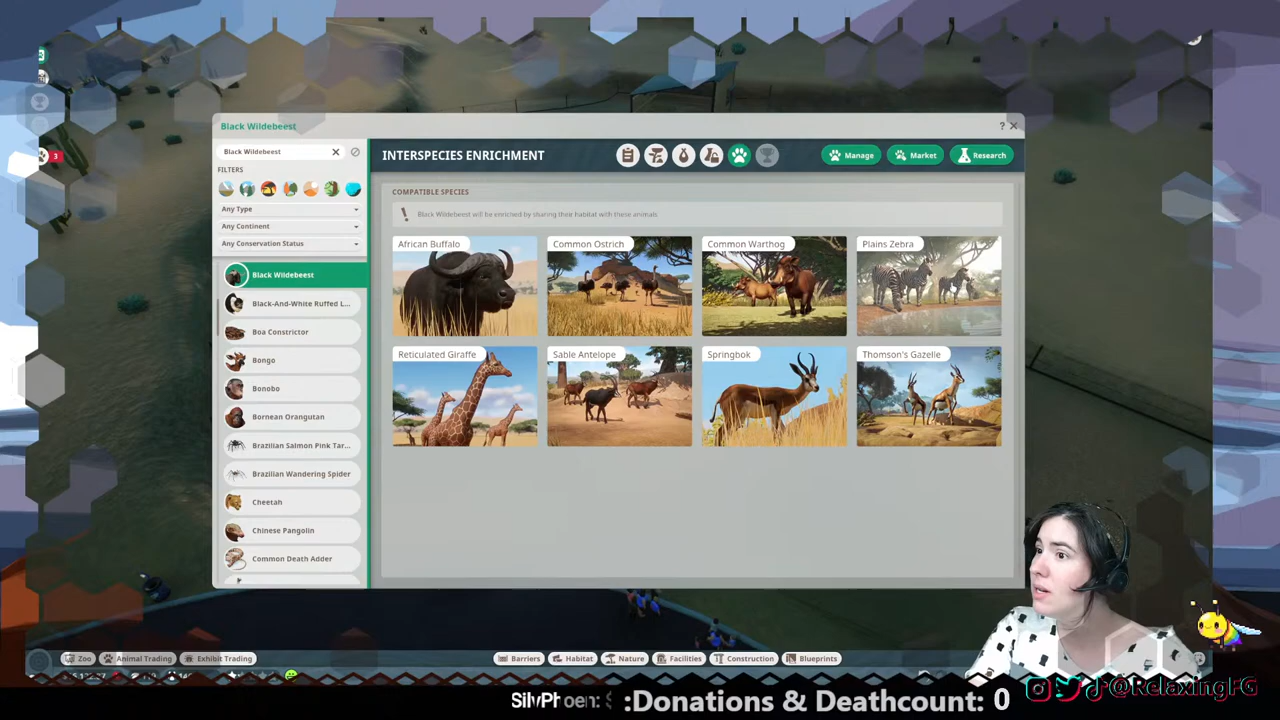 Black Wildebeest
?
Black Wildebeest
FILTERS
Any Type
Any Continent
Any Conservation Status
Black Wildebeest
Black-And-White Ruffed L...
Boa Constrictor
Bongo
Bonobo
Bornean Orangutan
Brazilian Salmon Pink Tar...
Brazilian Wandering Spider
Cheetah
Chinese Pangolin
Common Death Adder
INTERSPECIES ENRICHMENT
Manage
Market
Research
COMPATIBLE SPECIES
Black Wildebeest will be enriched by sharing their habitat with these animals.
African Buffalo
Common Ostrich
Common Warthog
Plains Zebra
Reticulated Giraffe
Sable Antelope
Springbok
Thomson's Gazelle
3
Zoo
Animal Trading
Exhibit Trading
Barriers
Habitat
Nature
Facilities
Construction
Blueprints
:Donations & Deathcount: 0
@RelaxingFG